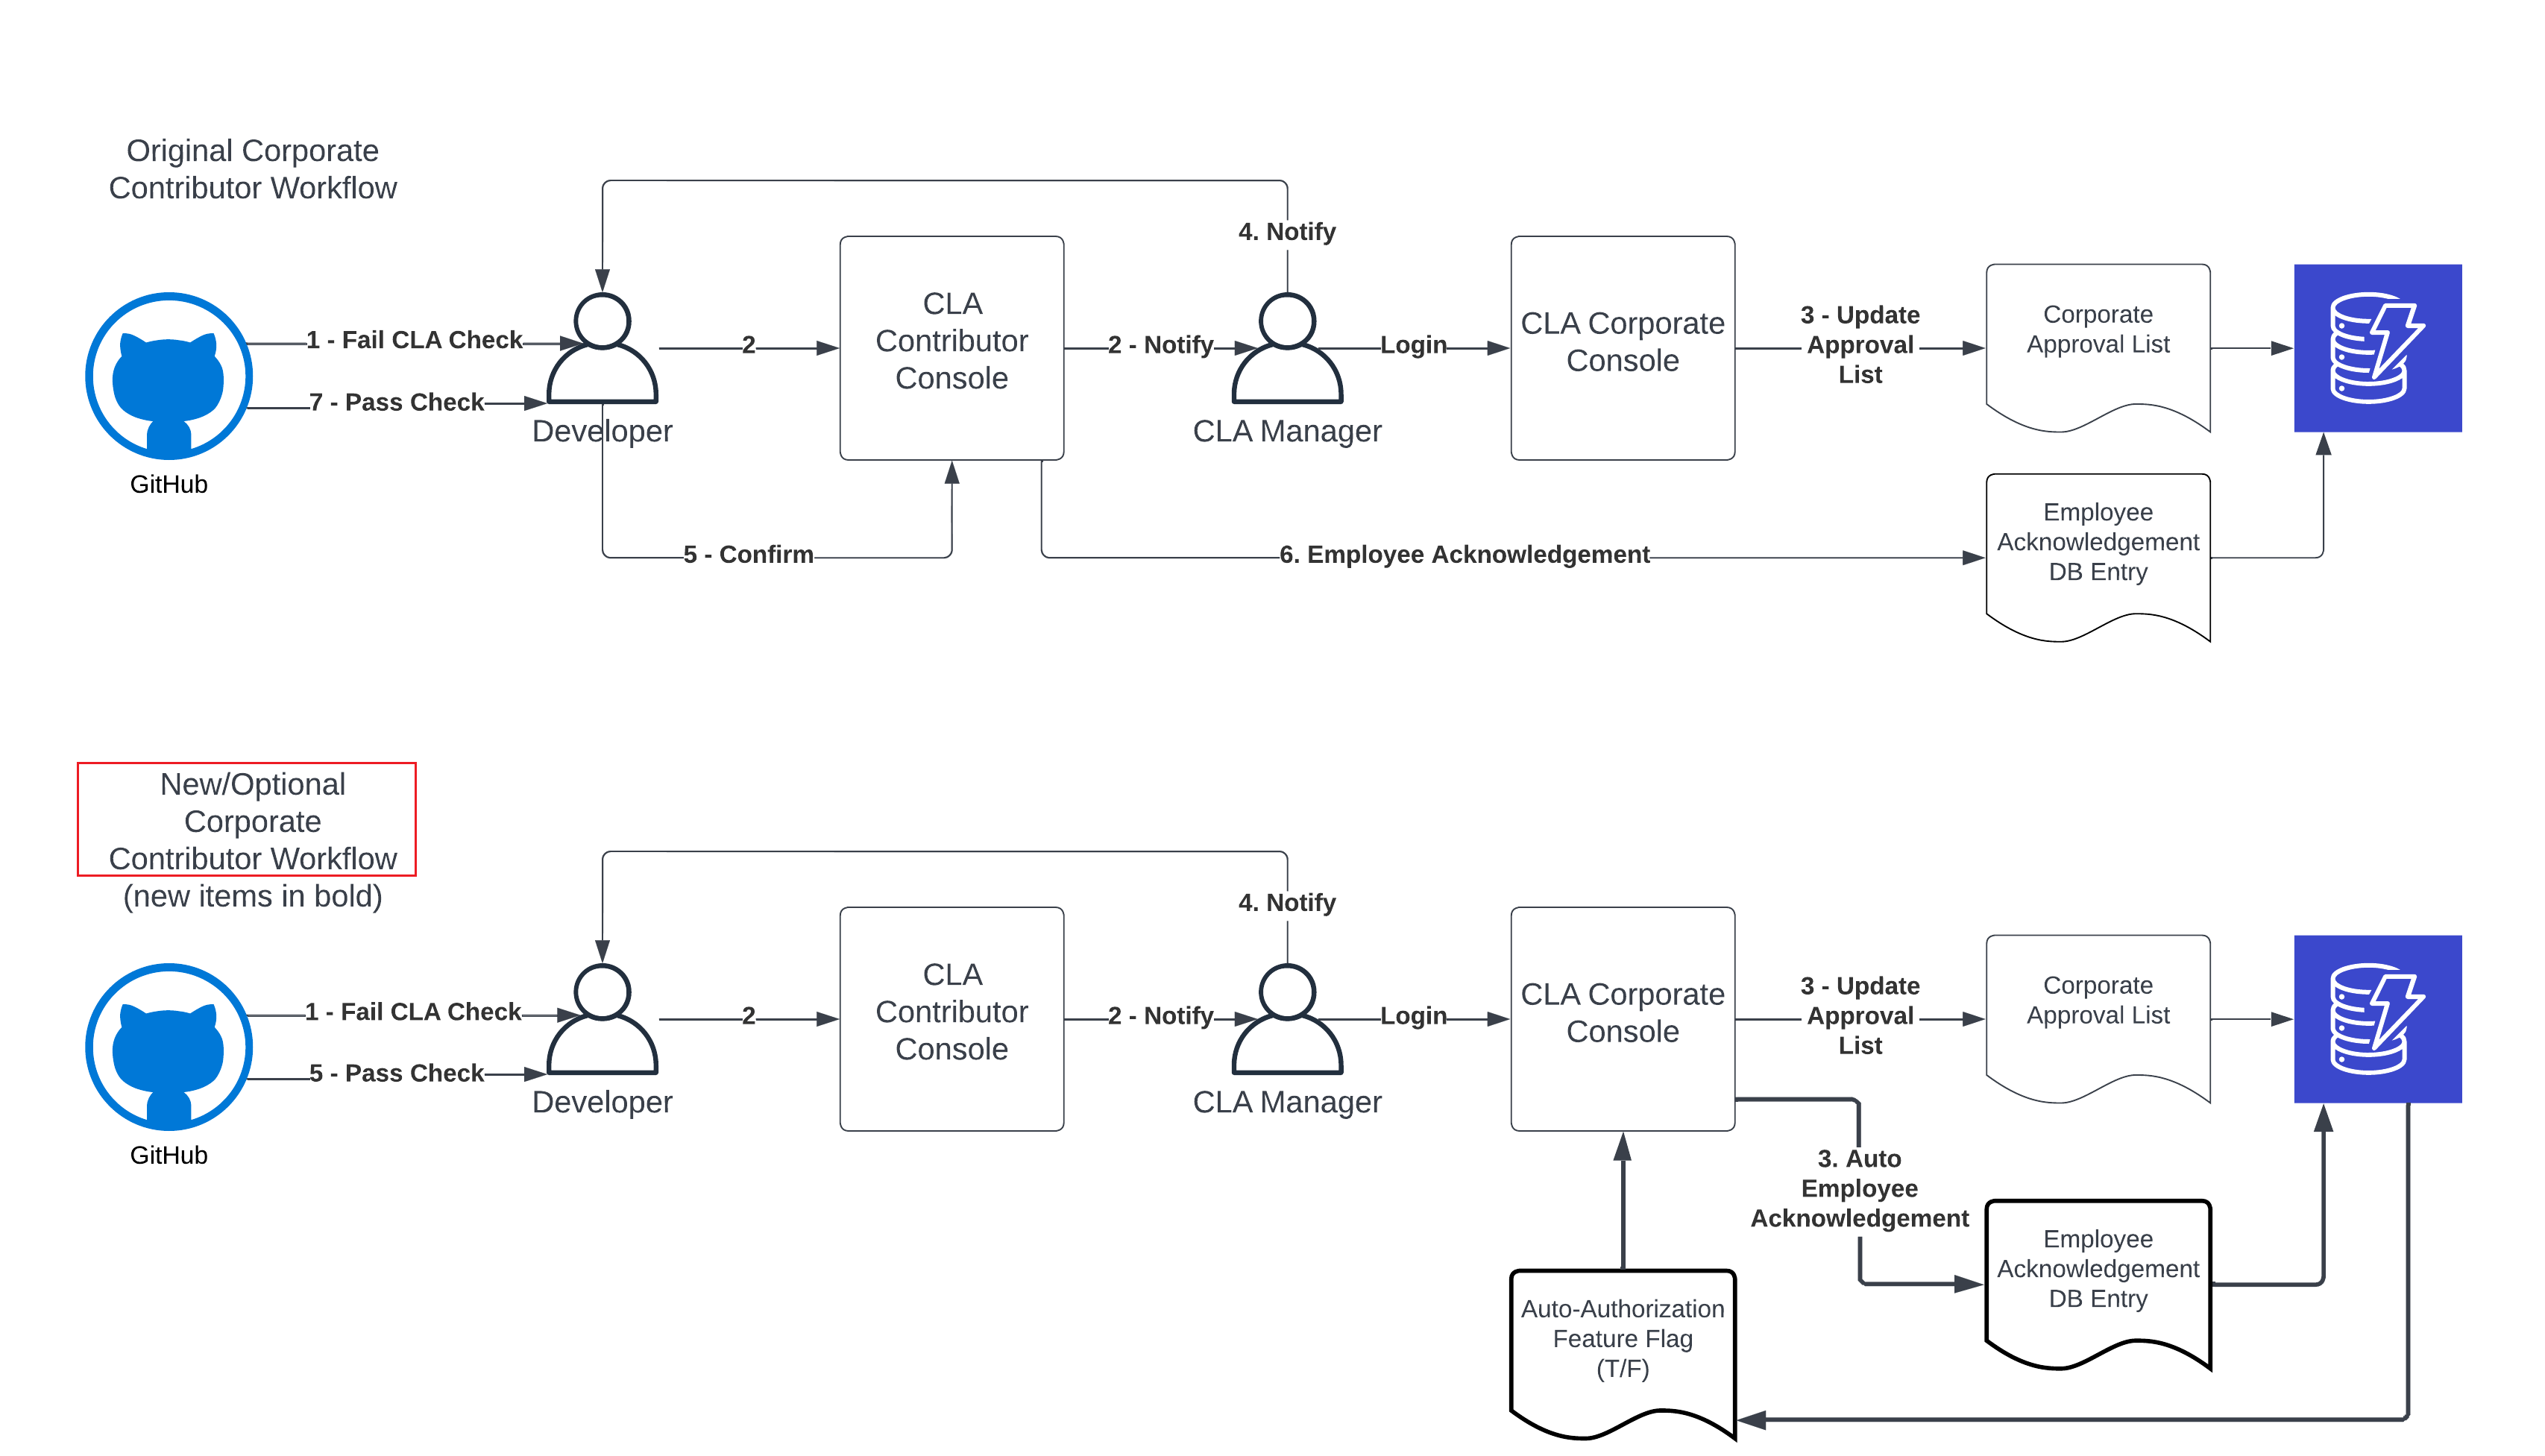 Original Corporate
Contributor Workflow
4. Notify
CLA
Contributor
Console
CLA Corporate
Console
3 - Update
Approval
List
Corporate
Approval List
1 - Fail CLA Check
2
2 - Notify
Login
7 - Pass Check
Developer
CLA Manager
GitHub
5 - Confirm
6. Employee Acknowledgement
Employee
Acknowledgement
DB Entry
New/Optional
Corporate
Contributor Workflow
(new items in bold)
4. Notify
CLA
Contributor
Console
CLA Corporate
Console
3 - Update
Approval
List
Corporate
Approval List
1 - Fail CLA Check
2
2 - Notify
Login
5 - Pass Check
Developer
CLA Manager
GitHub
3. Auto
Employee
Acknowledgement
Employee
Acknowledgement
DB Entry
Auto-Authorization
Feature Flag
(T/F)